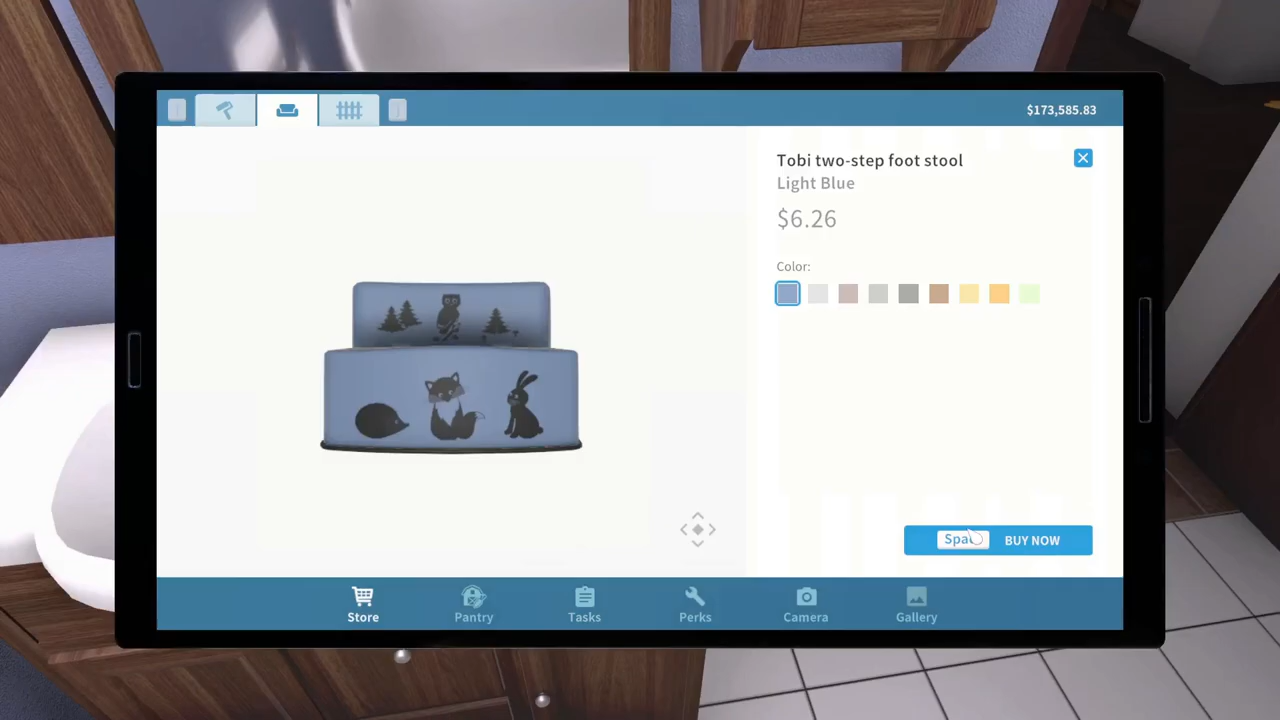 $173,585.83
Tobi two-step foot stool
Light Blue
$6.26
Color:
BUY NOW
Store
Pantry
Tasks
Perks
Camera
Gallery